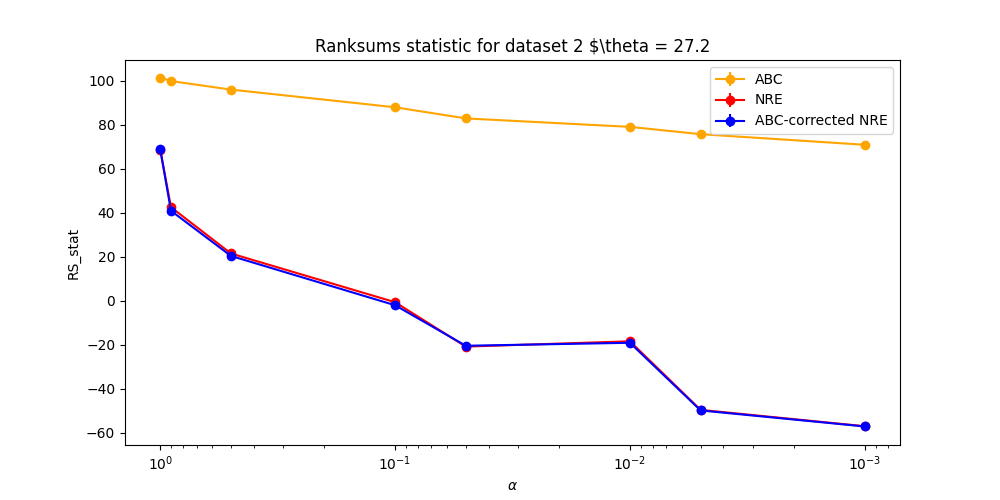 Ranksums statistic for dataset 2 $\theta = 27.2
ABC
NRE
ABC-corrected NRE
RS_stat
100
80
60
40
20
0
−20
−40
−60
10⁰
10⁻¹
10⁻²
10⁻³
α